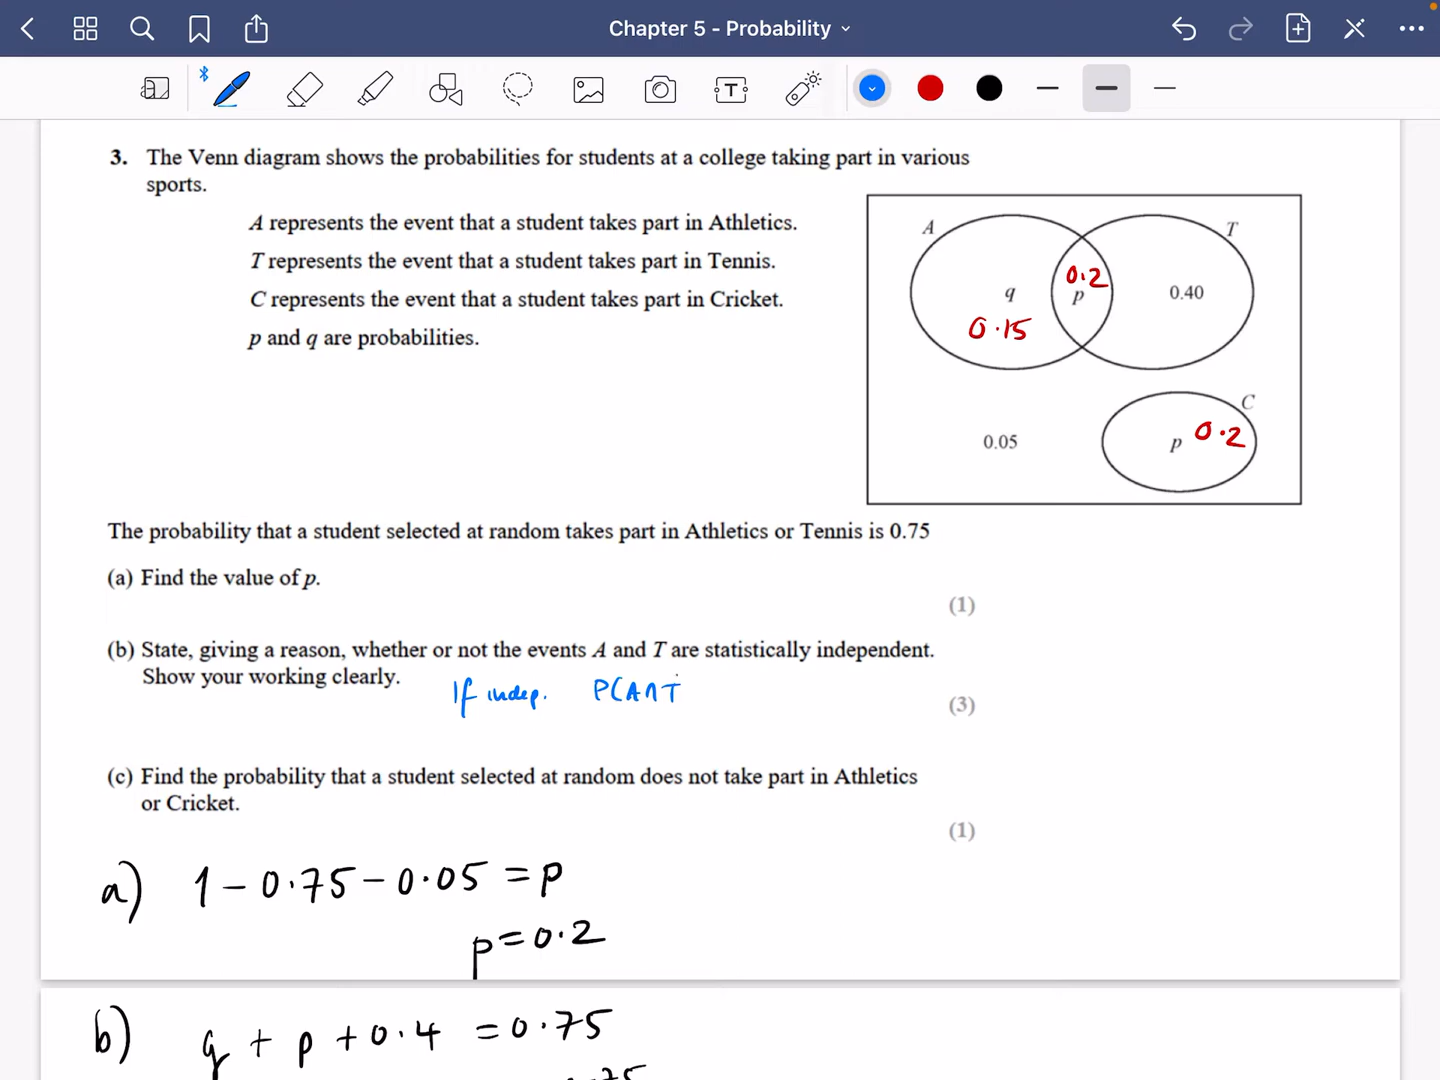 Chapter 5 - Probability
3. The Venn diagram shows the probabilities for students at a college taking part in various
sports.
A represents the event that a student takes part in Athletics.
T represents the event that a student takes part in Tennis.
C represents the event that a student takes part in Cricket.
p and q are probabilities.
A
T
0.2
q
p
0.40
0.15
C
0.05
p
0.2
The probability that a student selected at random takes part in Athletics or Tennis is 0.75
(a) Find the value of p.
(1)
(b) State, giving a reason, whether or not the events A and T are statistically independent.
Show your working clearly.
If indep. P(A∩T
(3)
(c) Find the probability that a student selected at random does not take part in Athletics
or Cricket.
(1)
a) 1 - 0.75 - 0.05 = p
p = 0.2
b) q + p + 0.4 = 0.75